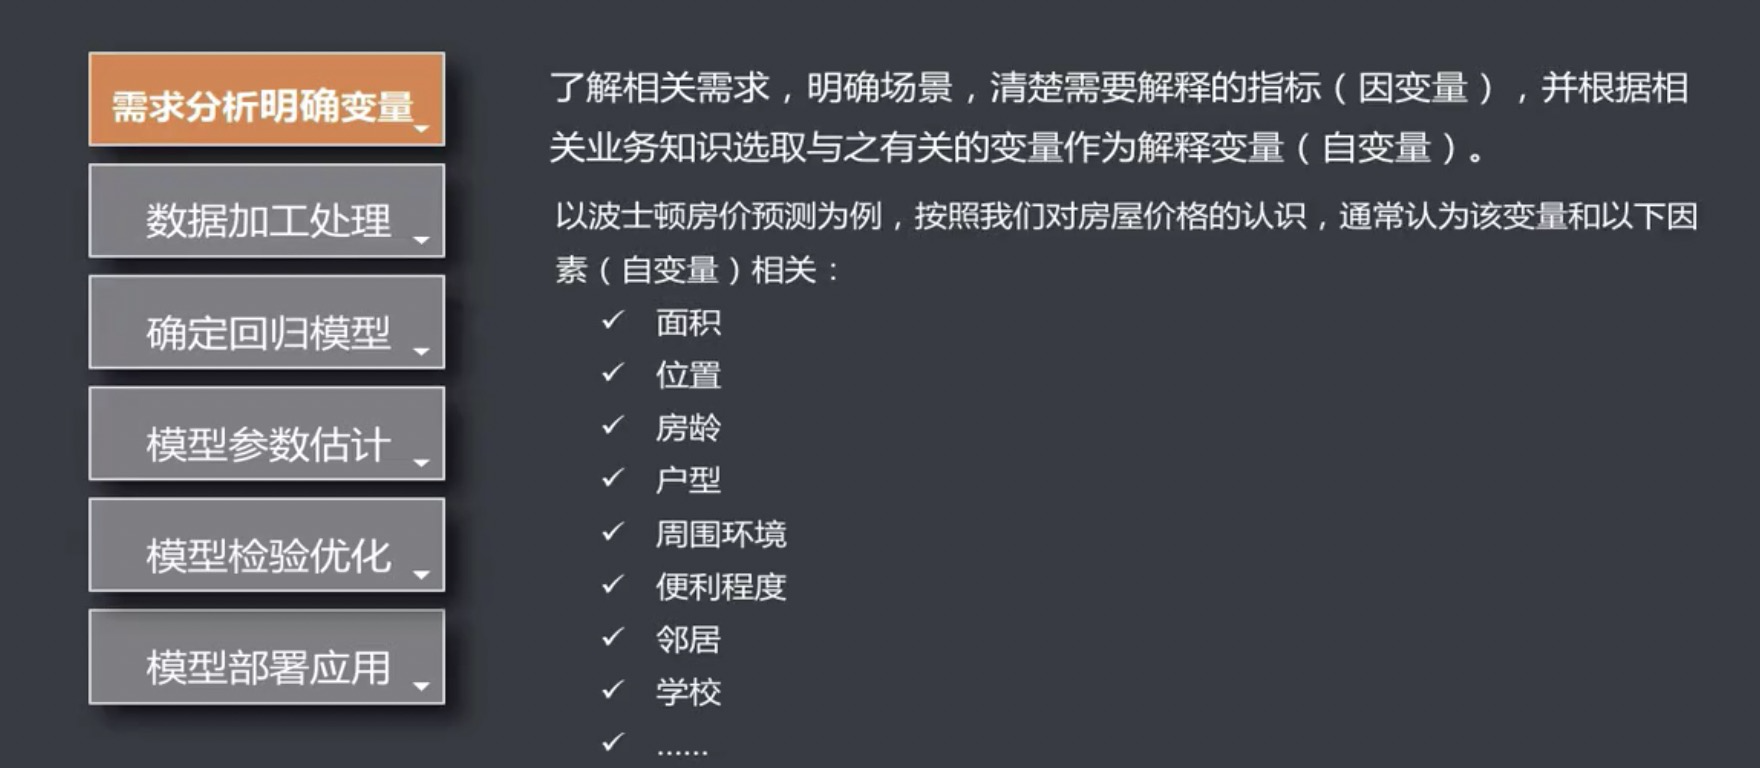 需求分析明确变量
数据加工处理
确定回归模型
模型参数估计
模型检验优化
模型部署应用
了解相关需求，明确场景，清楚需要解释的指标（因变量），并根据相
关业务知识选取与之有关的变量作为解释变量（自变量）。
以波士顿房价预测为例，按照我们对房屋价格的认识，通常认为该变量和以下因
素（自变量）相关：
✓ 面积
✓ 位置
✓ 房龄
✓ 户型
✓ 周围环境
✓ 便利程度
✓ 邻居
✓ 学校
✓ ......